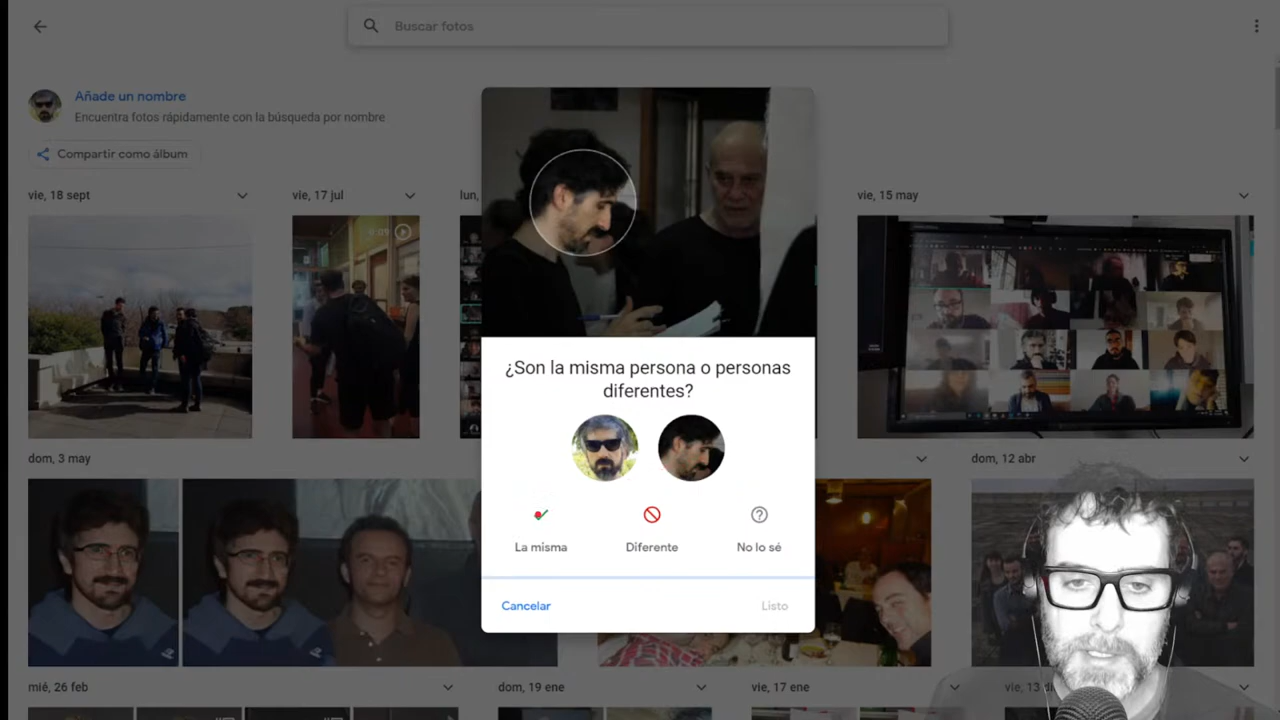 Buscar fotos
Añade un nombre
Encuentra fotos rápidamente con la búsqueda por nombre
Compartir como álbum
vie, 18 sept
vie, 17 jul
lun,
vie, 15 may
¿Son la misma persona o personas
diferentes?
La misma
Diferente
No lo sé
Cancelar
Listo
dom, 3 may
dom, 12 abr
mié, 26 feb
dom, 19 ene
vie, 17 ene
vie, 13 di